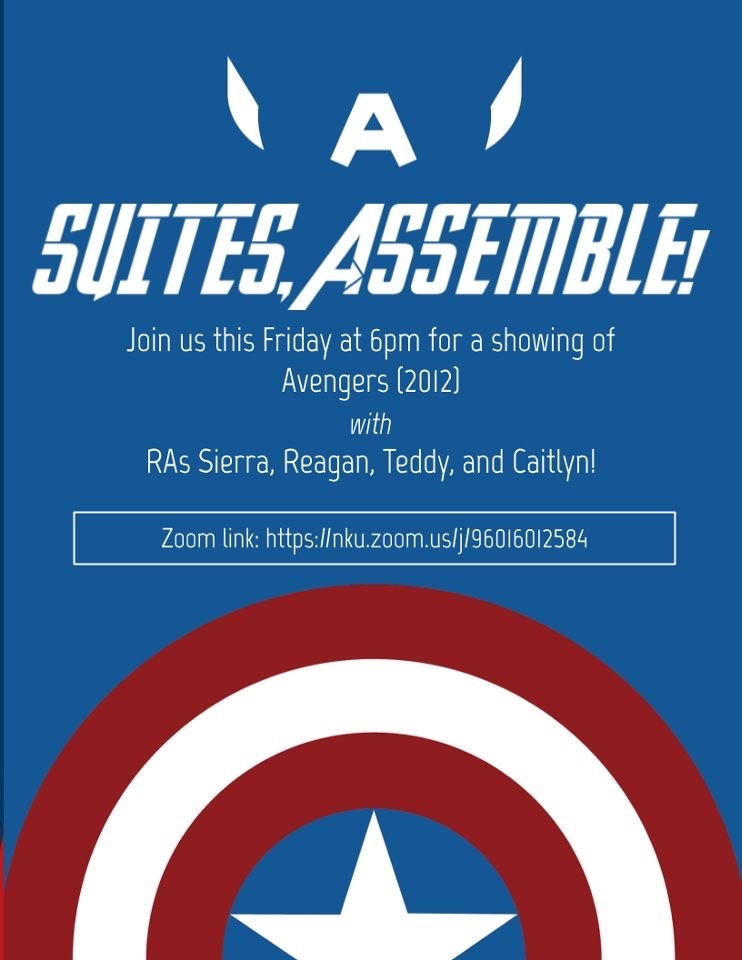 A
SUITES, ASSEMBLE!
Join us this Friday at 6pm for a showing of
Avengers (2012)
with
RAs Sierra, Reagan, Teddy, and Caitlyn!
Zoom link: https://nku.zoom.us/j/96016012584